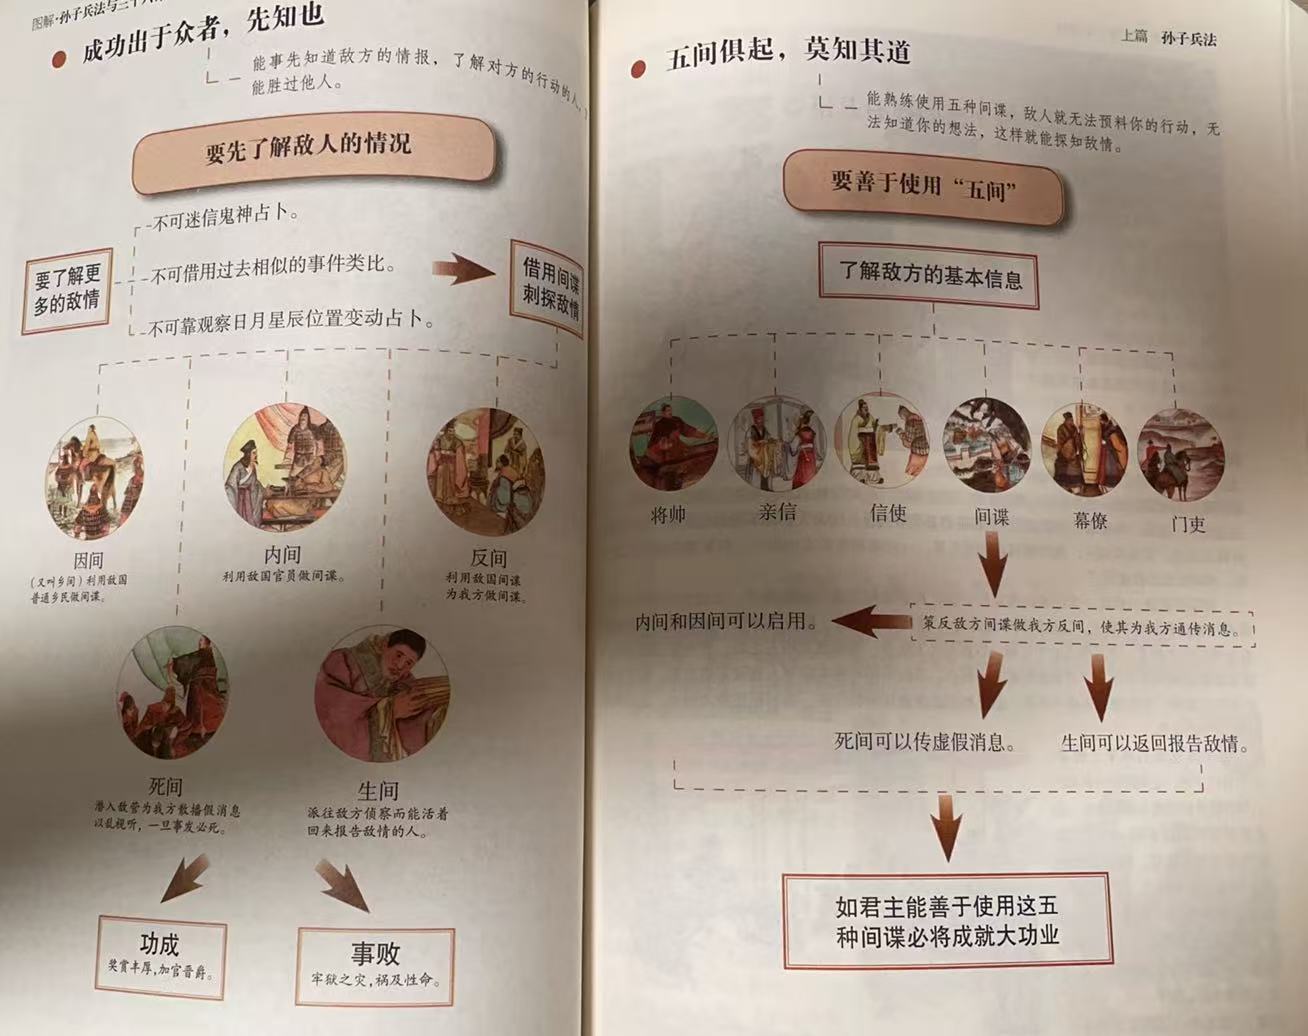 图解·孙子兵法与三十六
成功出于众者，先知也
能事先知道敌方的情报，了解对方的行动的人，
能胜过他人。
要先了解敌人的情况
不可迷信鬼神占卜。
要了解更
多的敌情
不可借用过去相似的事件类比。
借用间谍
刺探敌情
不可靠观察日月星辰位置变动占卜。
因间
（又叫乡间）利用敌国
普通乡民做间谍。
内间
利用敌国官员做间谍。
反间
利用敌国间谍
为我方做间谍。
死间
潜入敌营为我方散播假消息
以乱视听，一旦事发必死。
生间
派往敌方侦察而能活着
回来报告敌情的人。
功成
奖赏丰厚，加官晋爵。
事败
牢狱之灾，祸及性命。
上篇 孙子兵法
五间俱起，莫知其道
能熟练使用五种间谍，敌人就无法预料你的行动，无
法知道你的想法，这样就能探知敌情。
要善于使用“五间”
了解敌方的基本信息
将帅
亲信
信使
间谍
幕僚
门吏
内间和因间可以启用。
策反敌方间谍做我方反间，使其为我方通传消息。
死间可以传虚假消息。
生间可以返回报告敌情。
如君主能善于使用这五
种间谍必将成就大功业